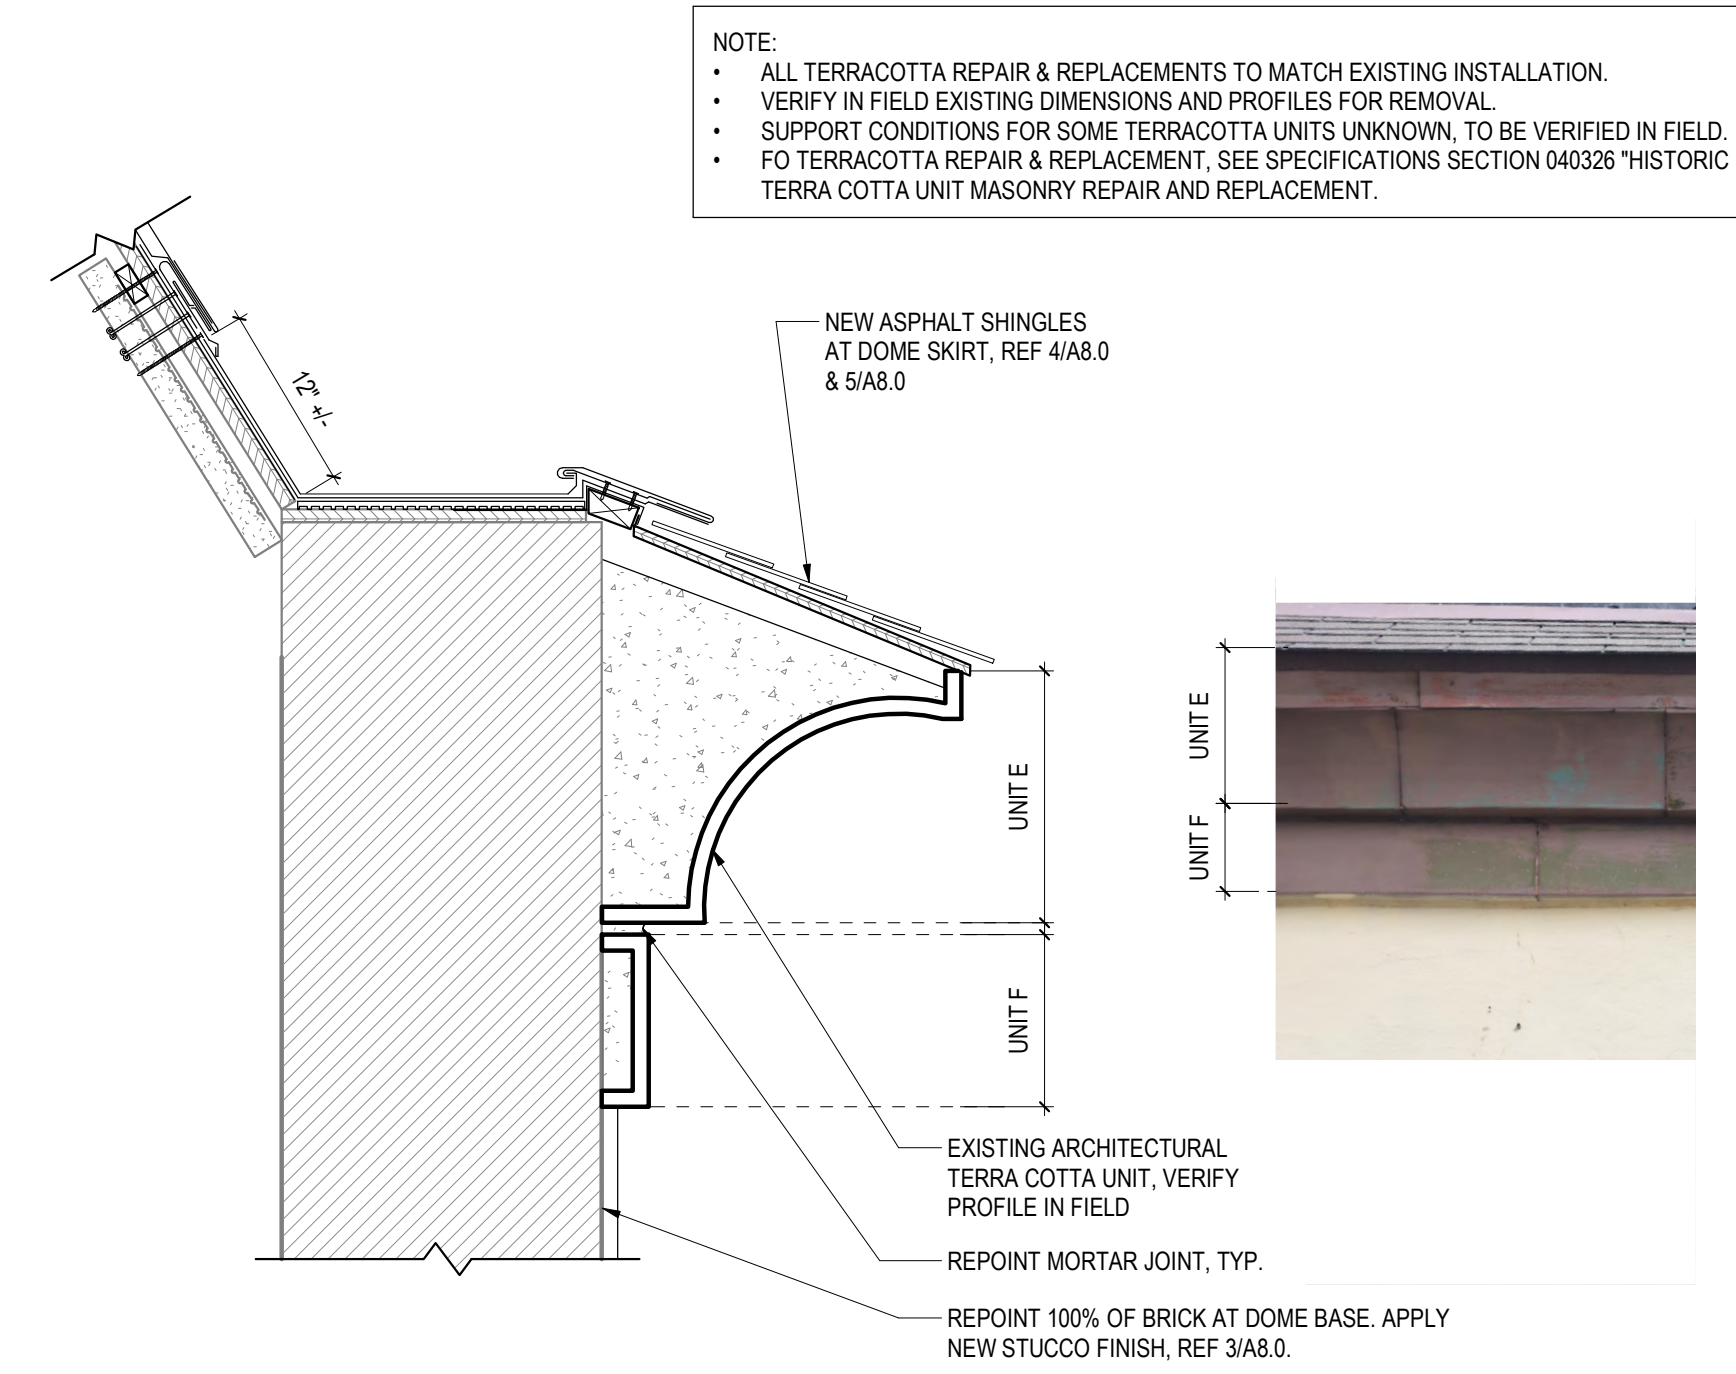 NOTE:
• ALL TERRACOTTA REPAIR & REPLACEMENTS TO MATCH EXISTING INSTALLATION.
• VERIFY IN FIELD EXISTING DIMENSIONS AND PROFILES FOR REMOVAL.
• SUPPORT CONDITIONS FOR SOME TERRACOTTA UNITS UNKNOWN, TO BE VERIFIED IN FIELD.
• FO TERRACOTTA REPAIR & REPLACEMENT, SEE SPECIFICATIONS SECTION 040326 "HISTORIC
TERRA COTTA UNIT MASONRY REPAIR AND REPLACEMENT.
NEW ASPHALT SHINGLES
AT DOME SKIRT, REF 4/A8.0
& 5/A8.0
12" +/-
UNIT E
UNIT F
UNIT E
UNIT F
EXISTING ARCHITECTURAL
TERRA COTTA UNIT, VERIFY
PROFILE IN FIELD
REPOINT MORTAR JOINT, TYP.
REPOINT 100% OF BRICK AT DOME BASE. APPLY
NEW STUCCO FINISH, REF 3/A8.0.